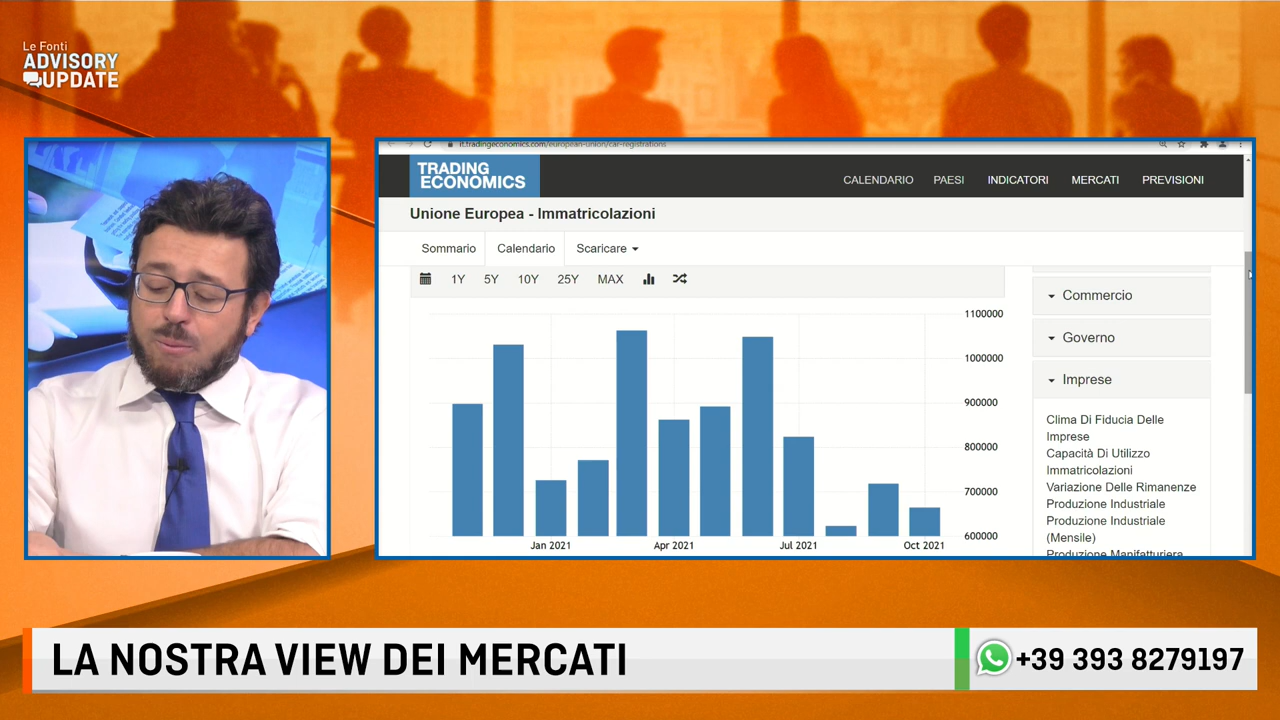 Le Fonti
ADVISORY
UPDATE
it.tradingeconomics.com/european-union/car-registrations
TRADING
ECONOMICS
CALENDARIO PAESI INDICATORI MERCATI PREVISIONI
Unione Europea - Immatricolazioni
Sommario Calendario Scaricare
1Y 5Y 10Y 25Y MAX
1100000
1000000
900000
800000
700000
600000
Jan 2021 Apr 2021 Jul 2021 Oct 2021
Commercio
Governo
Imprese
Clima Di Fiducia Delle
Imprese
Capacità Di Utilizzo
Immatricolazioni
Variazione Delle Rimanenze
Produzione Industriale
Produzione Industriale
(Mensile)
Produzione Manifatturiera
LA NOSTRA VIEW DEI MERCATI
+39 393 8279197